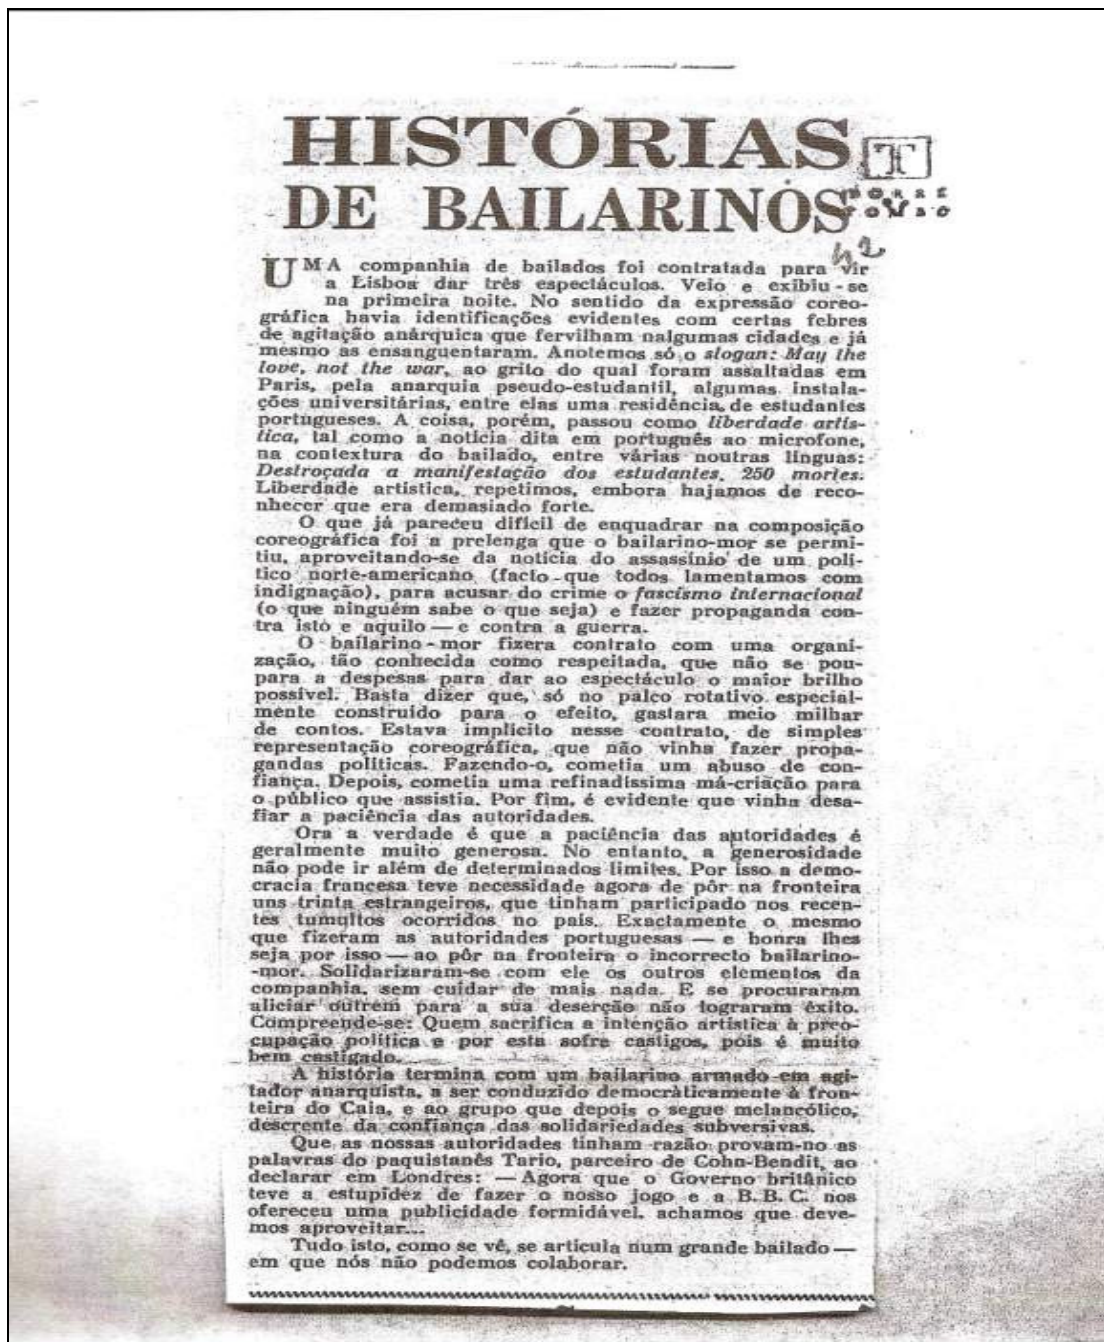 HISTÓRIAS
DE BAILARINOS
T
TORRE
TOMBO
42
UMA companhia de bailados foi contratada para vir
a Lisboa dar três espectáculos. Veio e exibiu-se
na primeira noite. No sentido da expressão coreo-
gráfica havia identificações evidentes com certas febres
de agitação anárquica que fervilham nalgumas cidades e já
mesmo as ensanguentaram. Anotemos só o slogan: May the
love, not the war, ao grito do qual foram assaltadas em
Paris, pela anarquia pseudo-estudantil, algumas instala-
ções universitárias, entre elas uma residência de estudantes
portugueses. A coisa, porém, passou como liberdade artís-
tica, tal como a notícia dita em português ao microfone,
na contextura do bailado, entre várias noutras línguas:
Destroçada a manifestação dos estudantes. 250 mortes.
Liberdade artística, repetimos, embora hajamos de reco-
nhecer que era demasiado forte.
O que já pareceu difícil de enquadrar na composição
coreográfica foi a prelenga que o bailarino-mor se permi-
tiu, aproveitando-se da notícia do assassínio de um polí-
tico norte-americano (facto que todos lamentamos com
indignação), para acusar do crime o fascismo internacional
(o que ninguém sabe o que seja) e fazer propaganda con-
tra isto e aquilo — e contra a guerra.
O bailarino-mor fizera contrato com uma organi-
zação, tão conhecida como respeitada, que não se pou-
para a despesas para dar ao espectáculo o maior brilho
possível. Basta dizer que, só no palco rotativo especial-
mente construído para o efeito, gastara meio milhar
de contos. Estava implícito nesse contrato, de simples
representação coreográfica, que não vinha fazer propa-
gandas políticas. Fazendo-o, cometia um abuso de con-
fiança. Depois, cometia uma refinadíssima má-criação para
o público que assistia. Por fim, é evidente que vinha desa-
fiar a paciência das autoridades.
Ora a verdade é que a paciência das autoridades é
geralmente muito generosa. No entanto, a generosidade
não pode ir além de determinados limites. Por isso a demo-
cracia francesa teve necessidade agora de pôr na fronteira
uns trinta estrangeiros, que tinham participado nos recen-
tes tumultos ocorridos no país. Exactamente o mesmo
que fizeram as autoridades portuguesas — e honra lhes
seja por isso — ao pôr na fronteira o incorrecto bailarino-
-mor. Solidarizaram-se com ele os outros elementos da
companhia, sem cuidar de mais nada. E se procuraram
aliciar outrem para a sua deserção não lograram êxito.
Compreende-se: Quem sacrifica a intenção artística à preo-
cupação política e por esta sofre castigos, pois é muito
bem castigado.
A história termina com um bailarino armado em agi-
tador anarquista, a ser conduzido democràticamente à fron-
teira do Caia, e ao grupo que depois o segue melancólico,
descrente da confiança das solidariedades subversivas.
Que as nossas autoridades tinham razão provam-no as
palavras do paquistanês Tario, parceiro de Cohn-Bendit, ao
declarar em Londres: — Agora que o Governo britânico
teve a estupidez de fazer o nosso jogo e a B. B. C. nos
ofereceu uma publicidade formidável, achamos que deve-
mos aproveitar...
Tudo isto, como se vê, se articula num grande bailado —
em que nós não podemos colaborar.